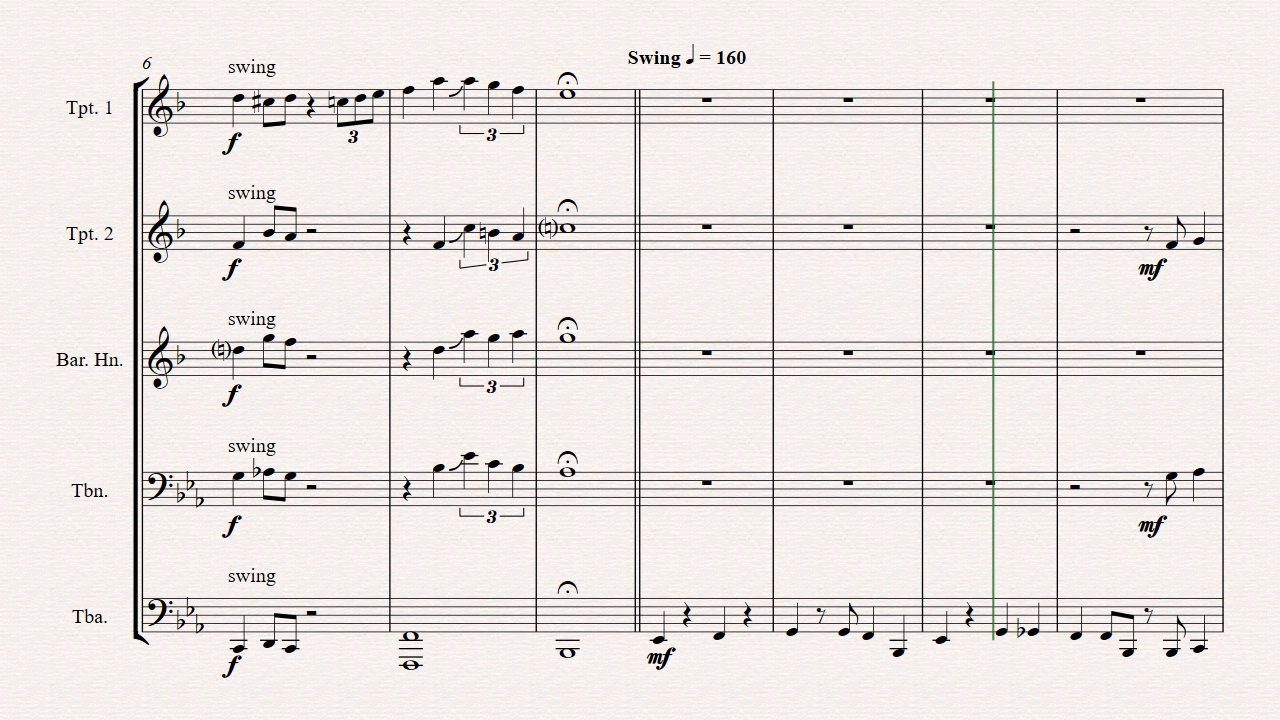 Swing ♩ = 160
6
swing
Tpt. 1
f
3
3
swing
Tpt. 2
f
3
mf
swing
Bar. Hn.
f
3
swing
Tbn.
f
3
mf
swing
Tba.
f
mf